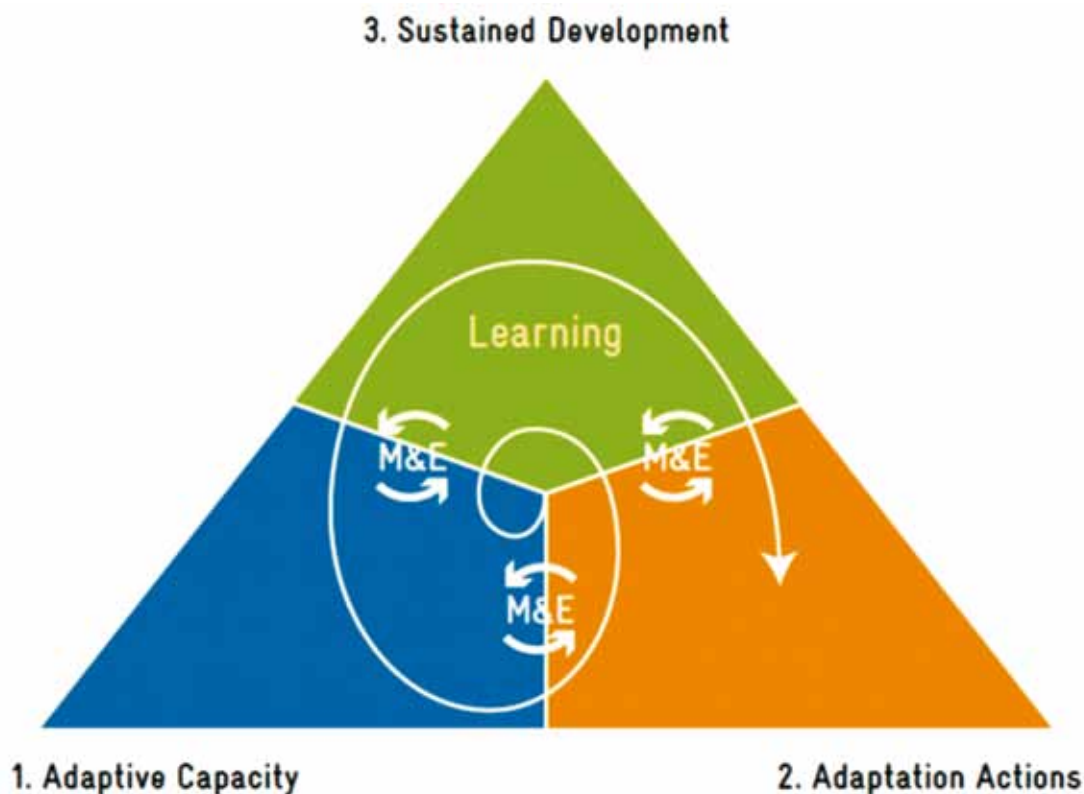 3. Sustained Development
Learning
M&E
M&E
M&E
1. Adaptive Capacity
2. Adaptation Actions